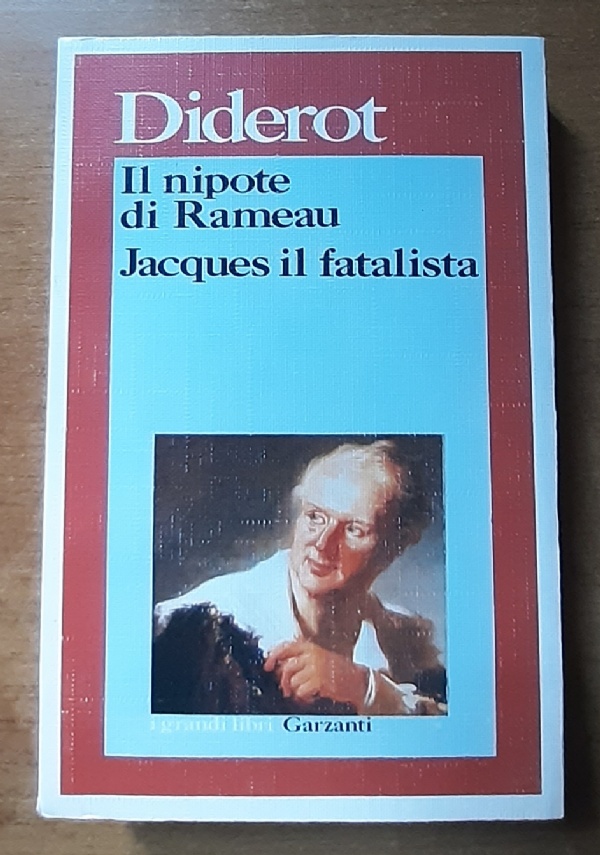 Diderot
Il nipote
di Rameau
Jacques il fatalista
i grandi libri Garzanti